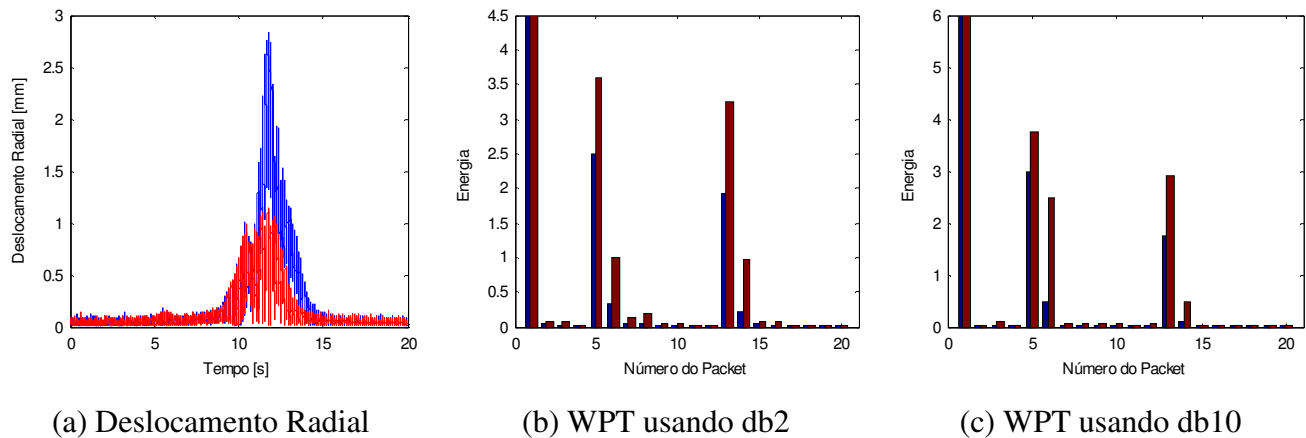 3
2.5
2
1.5
1
0.5
0
0 5 10 15 20
Deslocamento Radial [mm]
Tempo [s]
4.5
4
3.5
3
2.5
2
1.5
1
0.5
0
0 5 10 15 20
Energia
Número do Packet
6
5
4
3
2
1
0
0 5 10 15 20
Energia
Número do Packet
(a) Deslocamento Radial
(b) WPT usando db2
(c) WPT usando db10